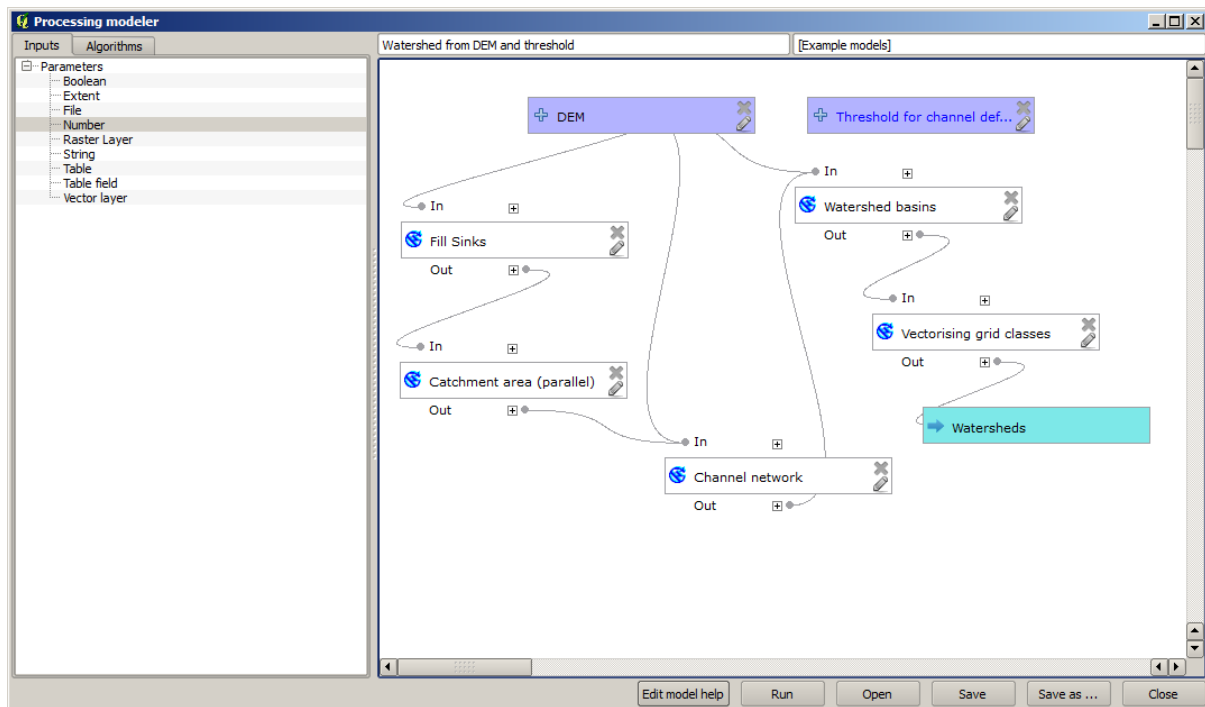 Processing modeler
Inputs
Algorithms
Watershed from DEM and threshold
[Example models]
Parameters
Boolean
Extent
File
Number
Raster Layer
String
Table
Table field
Vector layer
DEM
Threshold for channel def...
In
Watershed basins
Out
In
Fill Sinks
Out
In
Vectorising grid classes
Out
In
Catchment area (parallel)
Out
Watersheds
In
Channel network
Out
Edit model help
Run
Open
Save
Save as ...
Close